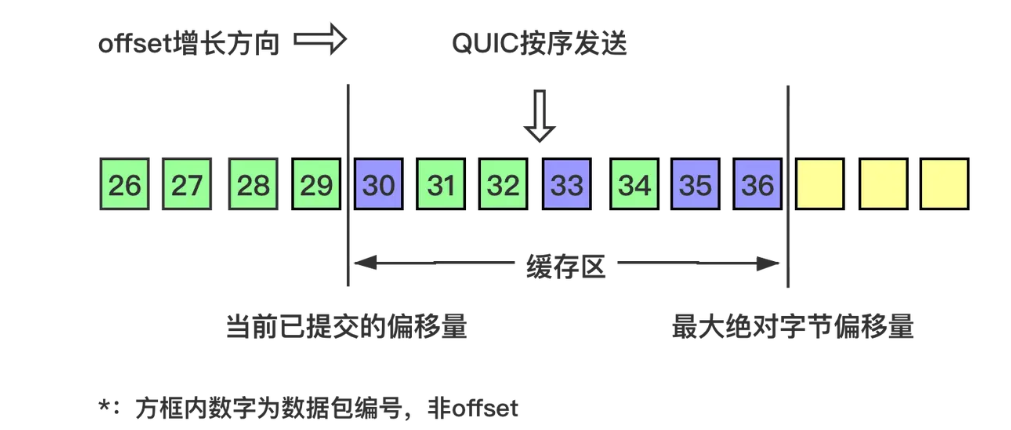 offset增长方向
QUIC按序发送
26 27 28 29 30 31 32 33 34 35 36
缓存区
当前已提交的偏移量
最大绝对字节偏移量
*：方框内数字为数据包编号，非offset